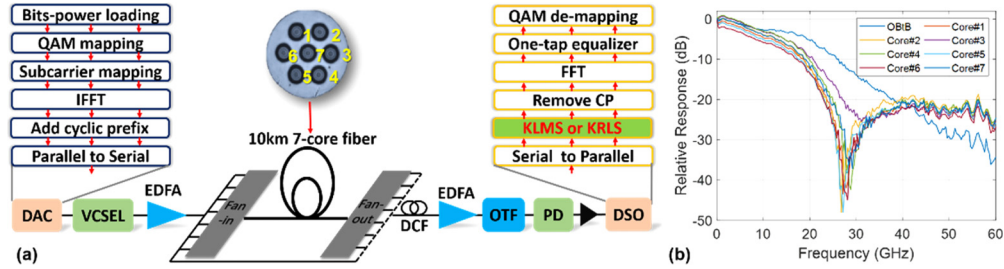 Bits-power loading
QAM mapping
Subcarrier mapping
IFFT
Add cyclic prefix
Parallel to Serial
1 2
6 7 3
5 4
10km 7-core fiber
QAM de-mapping
One-tap equalizer
FFT
Remove CP
KLMS or KRLS
Serial to Parallel
DAC
VCSEL
EDFA
Fan
-in
Fan-
out
DCF
EDFA
OTF
PD
DSO
(a)
Relative Response (dB)
0
-10
-20
-30
-40
-50
OBtB
Core#1
Core#2
Core#3
Core#4
Core#5
Core#6
Core#7
0 10 20 30 40 50 60
Frequency (GHz)
(b)